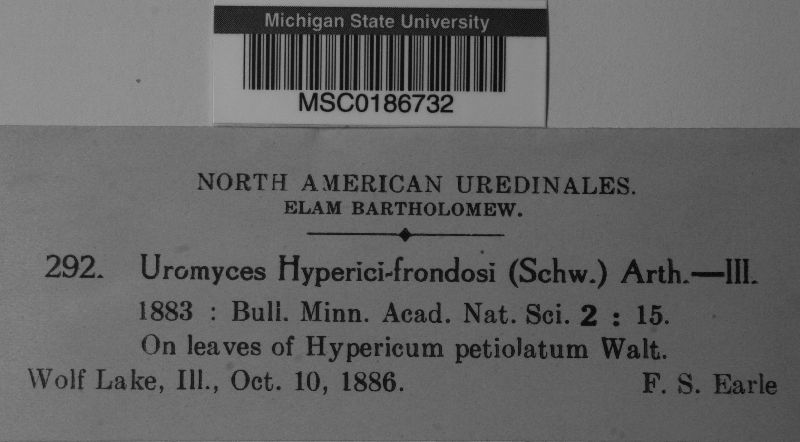 Michigan State University
MSC0186732
NORTH AMERICAN UREDINALES.
ELAM BARTHOLOMEW.
292. Uromyces Hyperici-frondosi (Schw.) Arth.—III.
1883 : Bull. Minn. Acad. Nat. Sci. 2 : 15.
On leaves of Hypericum petiolatum Walt.
Wolf Lake, Ill., Oct. 10, 1886. F. S. Earle